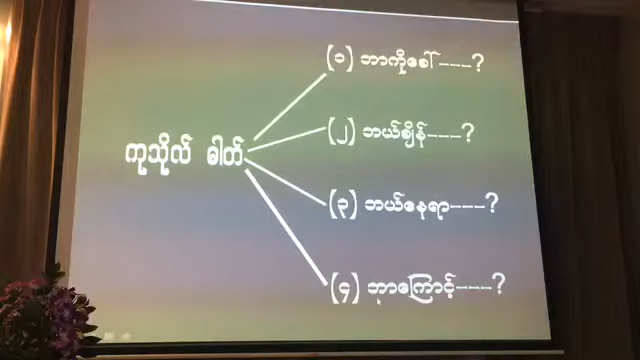 (၁) ဘာကိုခေါ်----?
(၂) ဘယ်ချိန်----?
ကုသိုလ် ဓါတ်
(၃) ဘယ်နေရာ----?
(၄) ဘာကြောင့်----?